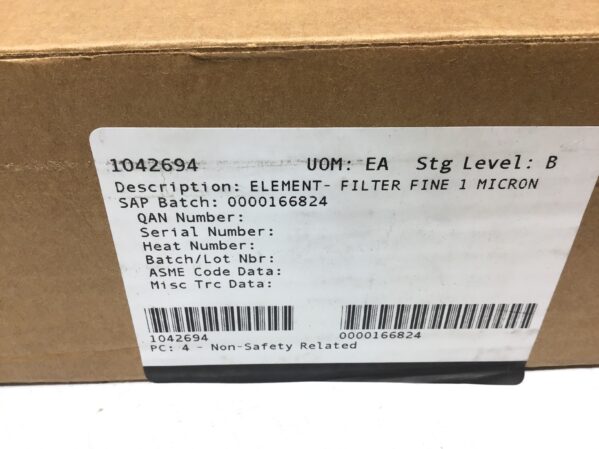 1042694 UOM: EA Stg Level: B
Description: ELEMENT- FILTER FINE 1 MICRON
SAP Batch: 0000166824
QAN Number:
Serial Number:
Heat Number:
Batch/Lot Nbr:
ASME Code Data:
Misc Trc Data:
1042694 0000166824
PC: 4 - Non-Safety Related